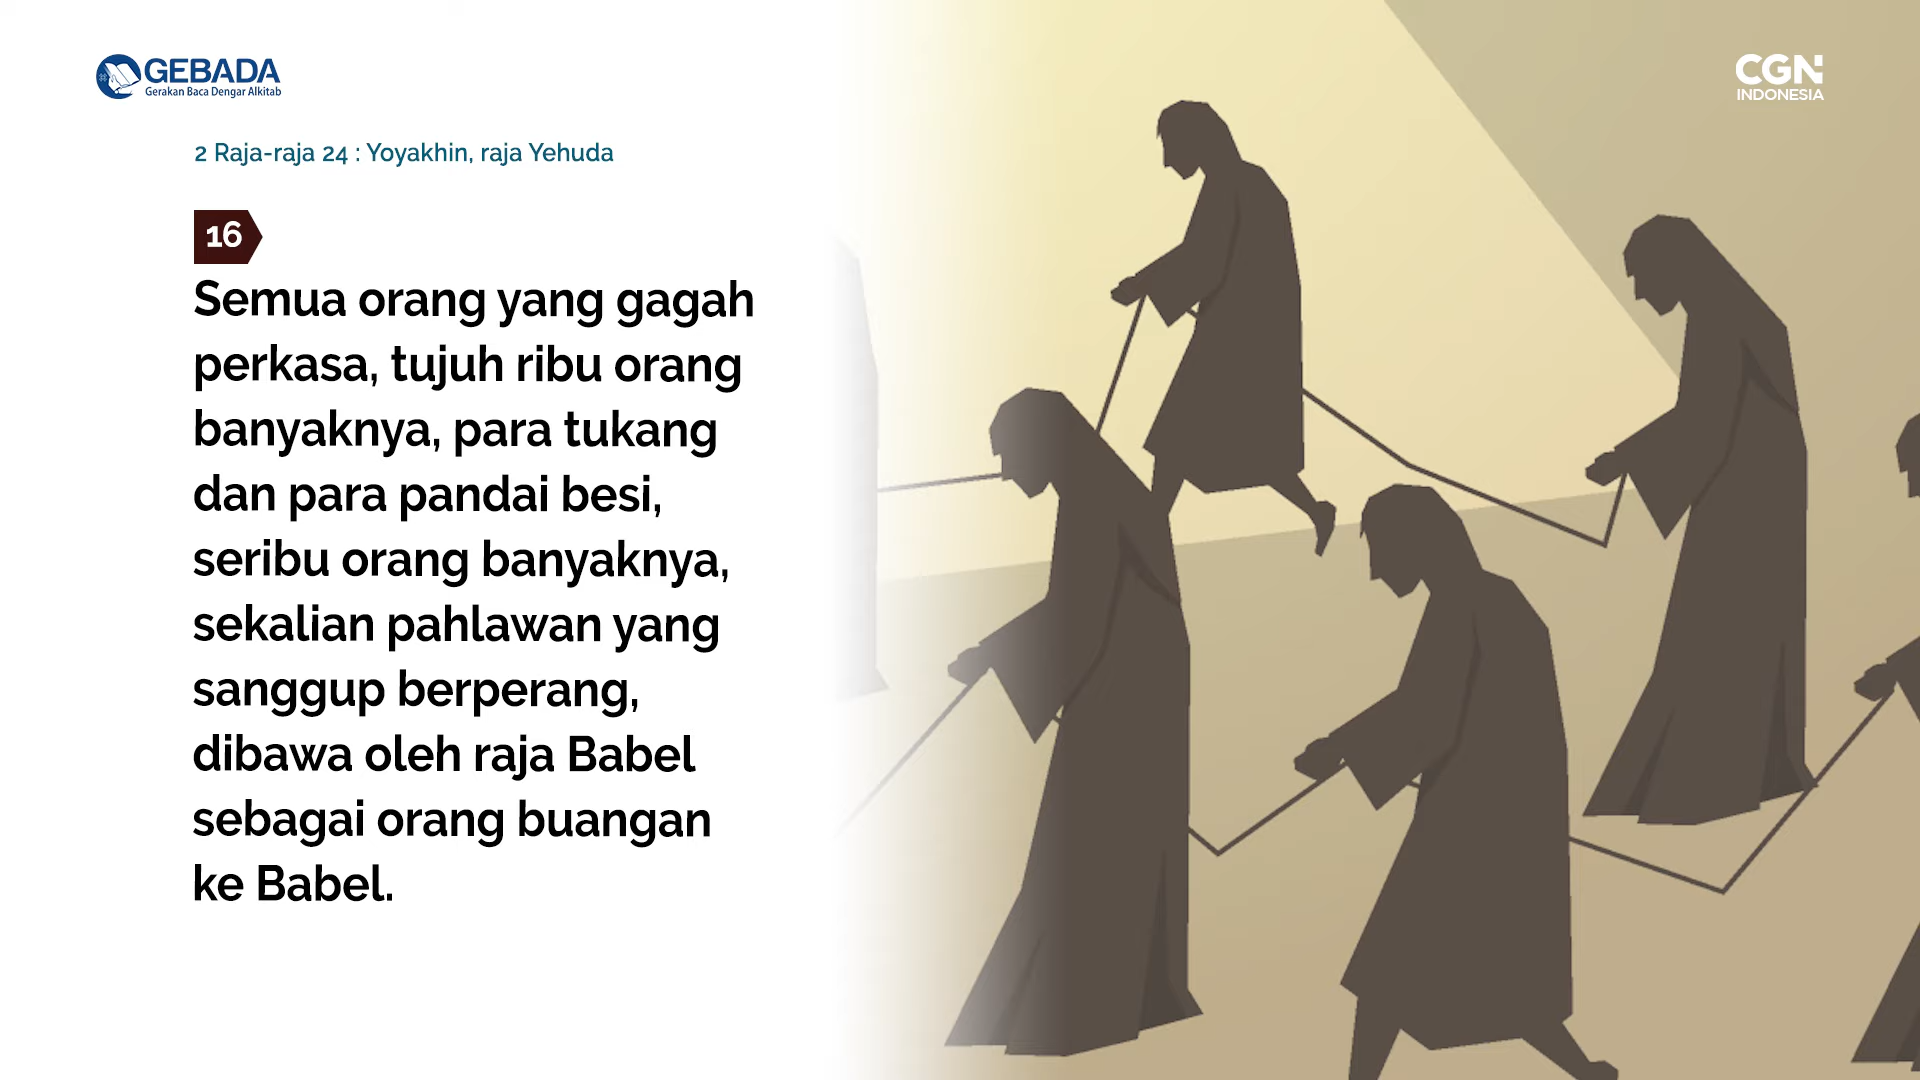 GEBADA
Gerakan Baca Dengar Alkitab
CGN
INDONESIA
2 Raja-raja 24 : Yoyakhin, raja Yehuda
16
Semua orang yang gagah
perkasa, tujuh ribu orang
banyaknya, para tukang
dan para pandai besi,
seribu orang banyaknya,
sekalian pahlawan yang
sanggup berperang,
dibawa oleh raja Babel
sebagai orang buangan
ke Babel.